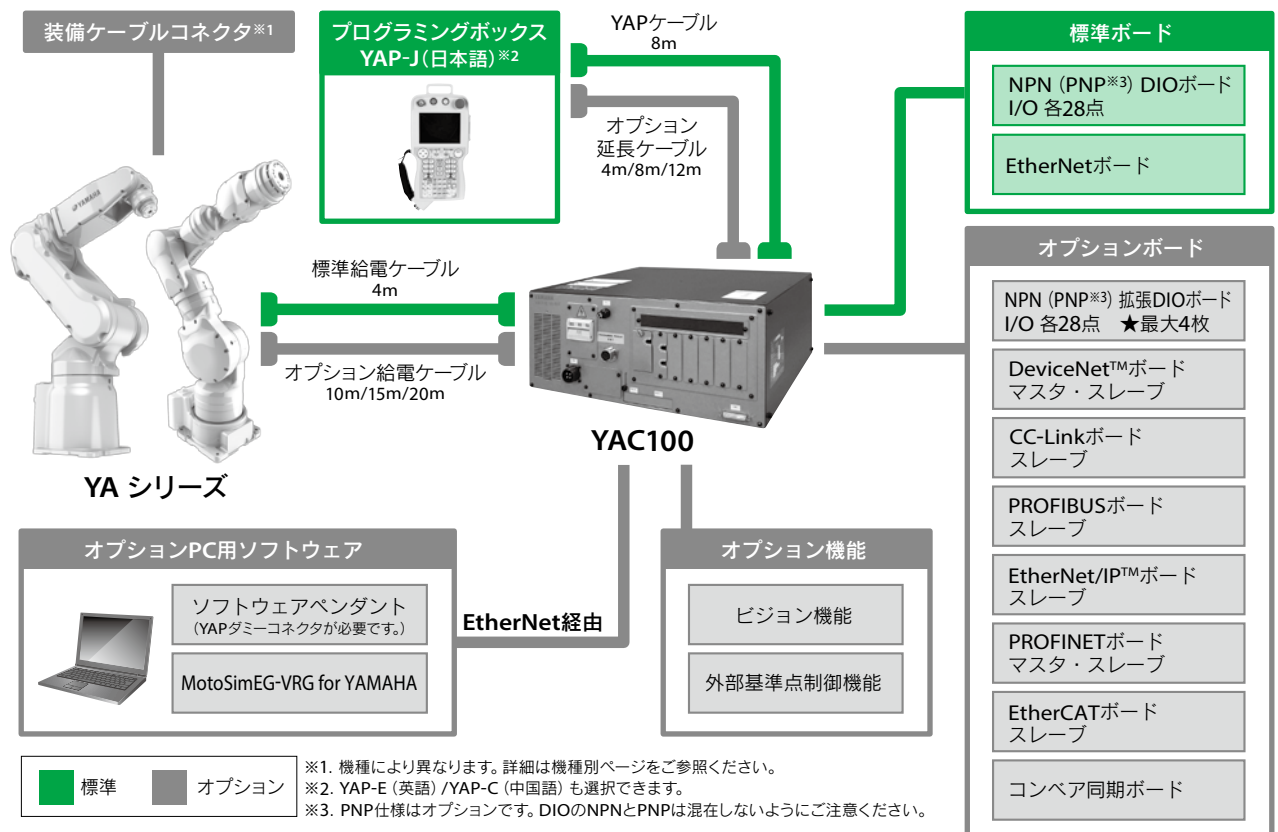 装備ケーブルコネクタ※1
プログラミングボックス
YAP-J(日本語)※2
YAPケーブル
8m
オプション
延長ケーブル
4m/8m/12m
標準ボード
NPN (PNP※3) DIOボード
I/O 各28点
EtherNetボード
YAMAHA
標準給電ケーブル
4m
オプション給電ケーブル
10m/15m/20m
YAC100
YA シリーズ
オプションボード
NPN (PNP※3) 拡張DIOボード
I/O 各28点 ★最大4枚
DeviceNet™ボード
マスタ・スレーブ
CC-Linkボード
スレーブ
PROFIBUSボード
スレーブ
EtherNet/IP™ボード
スレーブ
PROFINETボード
マスタ・スレーブ
EtherCATボード
スレーブ
コンベア同期ボード
オプションPC用ソフトウェア
ソフトウェアペンダント
(YAPダミーコネクタが必要です。)
MotoSimEG-VRG for YAMAHA
EtherNet経由
オプション機能
ビジョン機能
外部基準点制御機能
標準
オプション
※1. 機種により異なります。詳細は機種別ページをご参照ください。
※2. YAP-E (英語) /YAP-C (中国語) も選択できます。
※3. PNP仕様はオプションです。DIOのNPNとPNPは混在しないようにご注意ください。